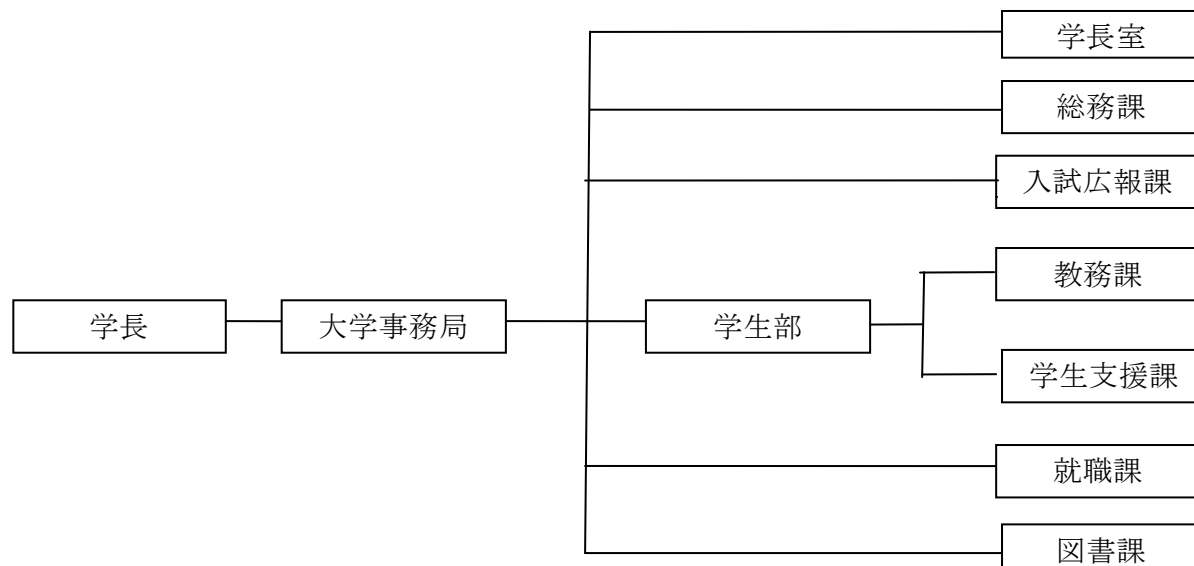 学長室
総務課
入試広報課
教務課
学長
大学事務局
学生部
学生支援課
就職課
図書課